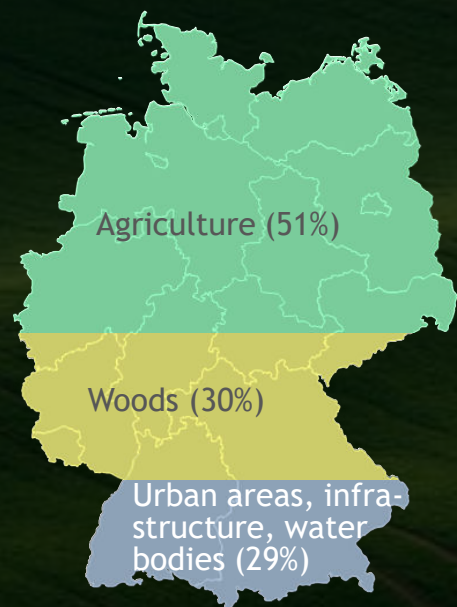 Agriculture (51%)
Woods (30%)
Urban areas, infra-
structure, water
bodies (29%)